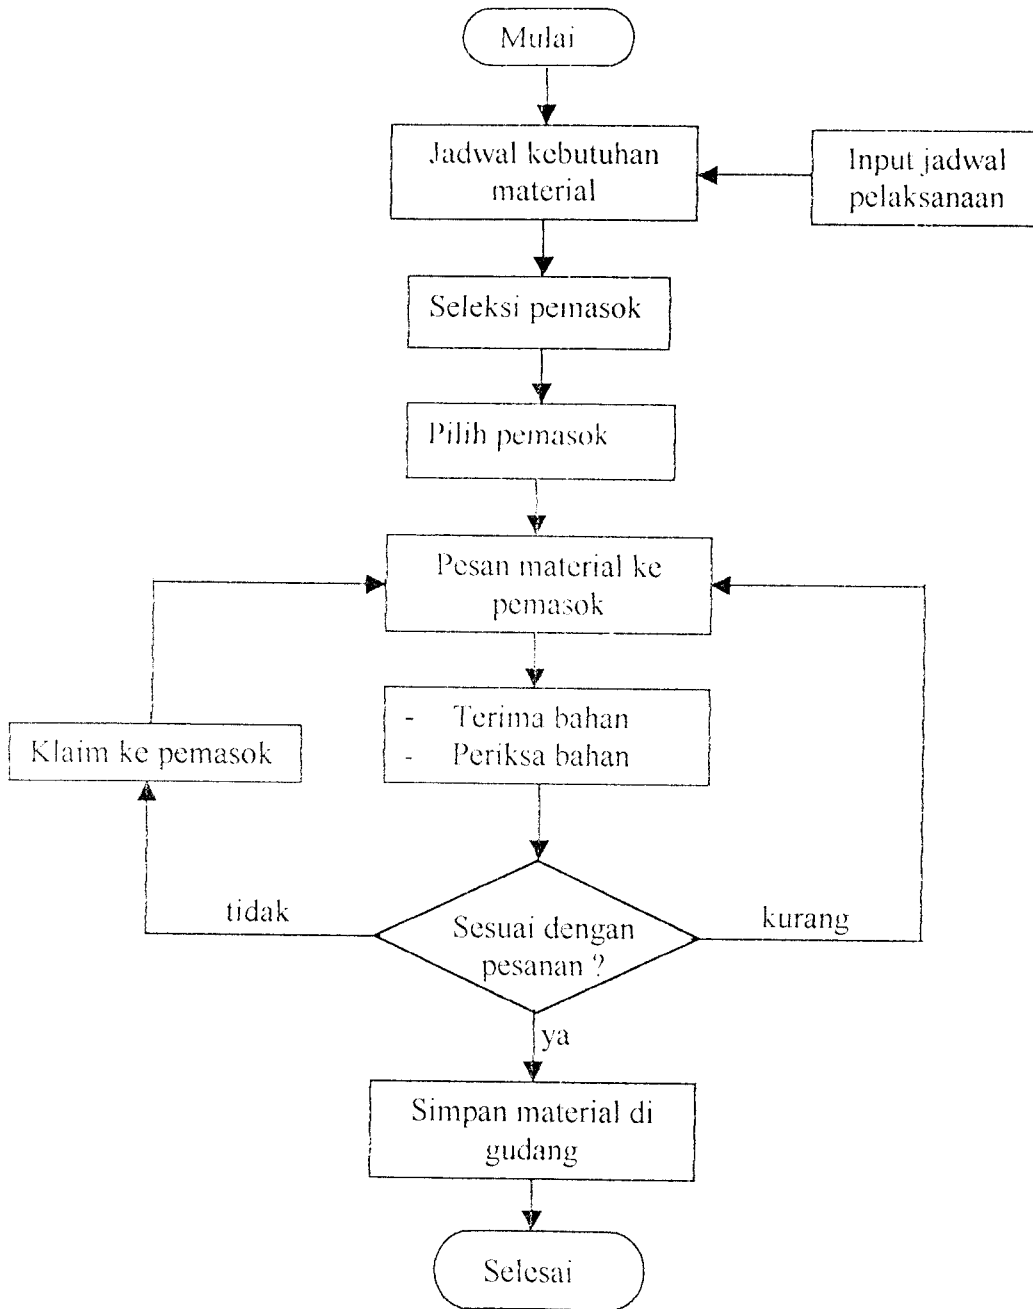 Mulai
Jadwal kebutuhan
material
Input jadwal
pelaksanaan
Seleksi pemasok
Pilih pemasok
Pesan material ke
pemasok
- Terima bahan
- Periksa bahan
Klaim ke pemasok
tidak
Sesuai dengan
pesanan ?
kurang
ya
Simpan material di
gudang
Selesai